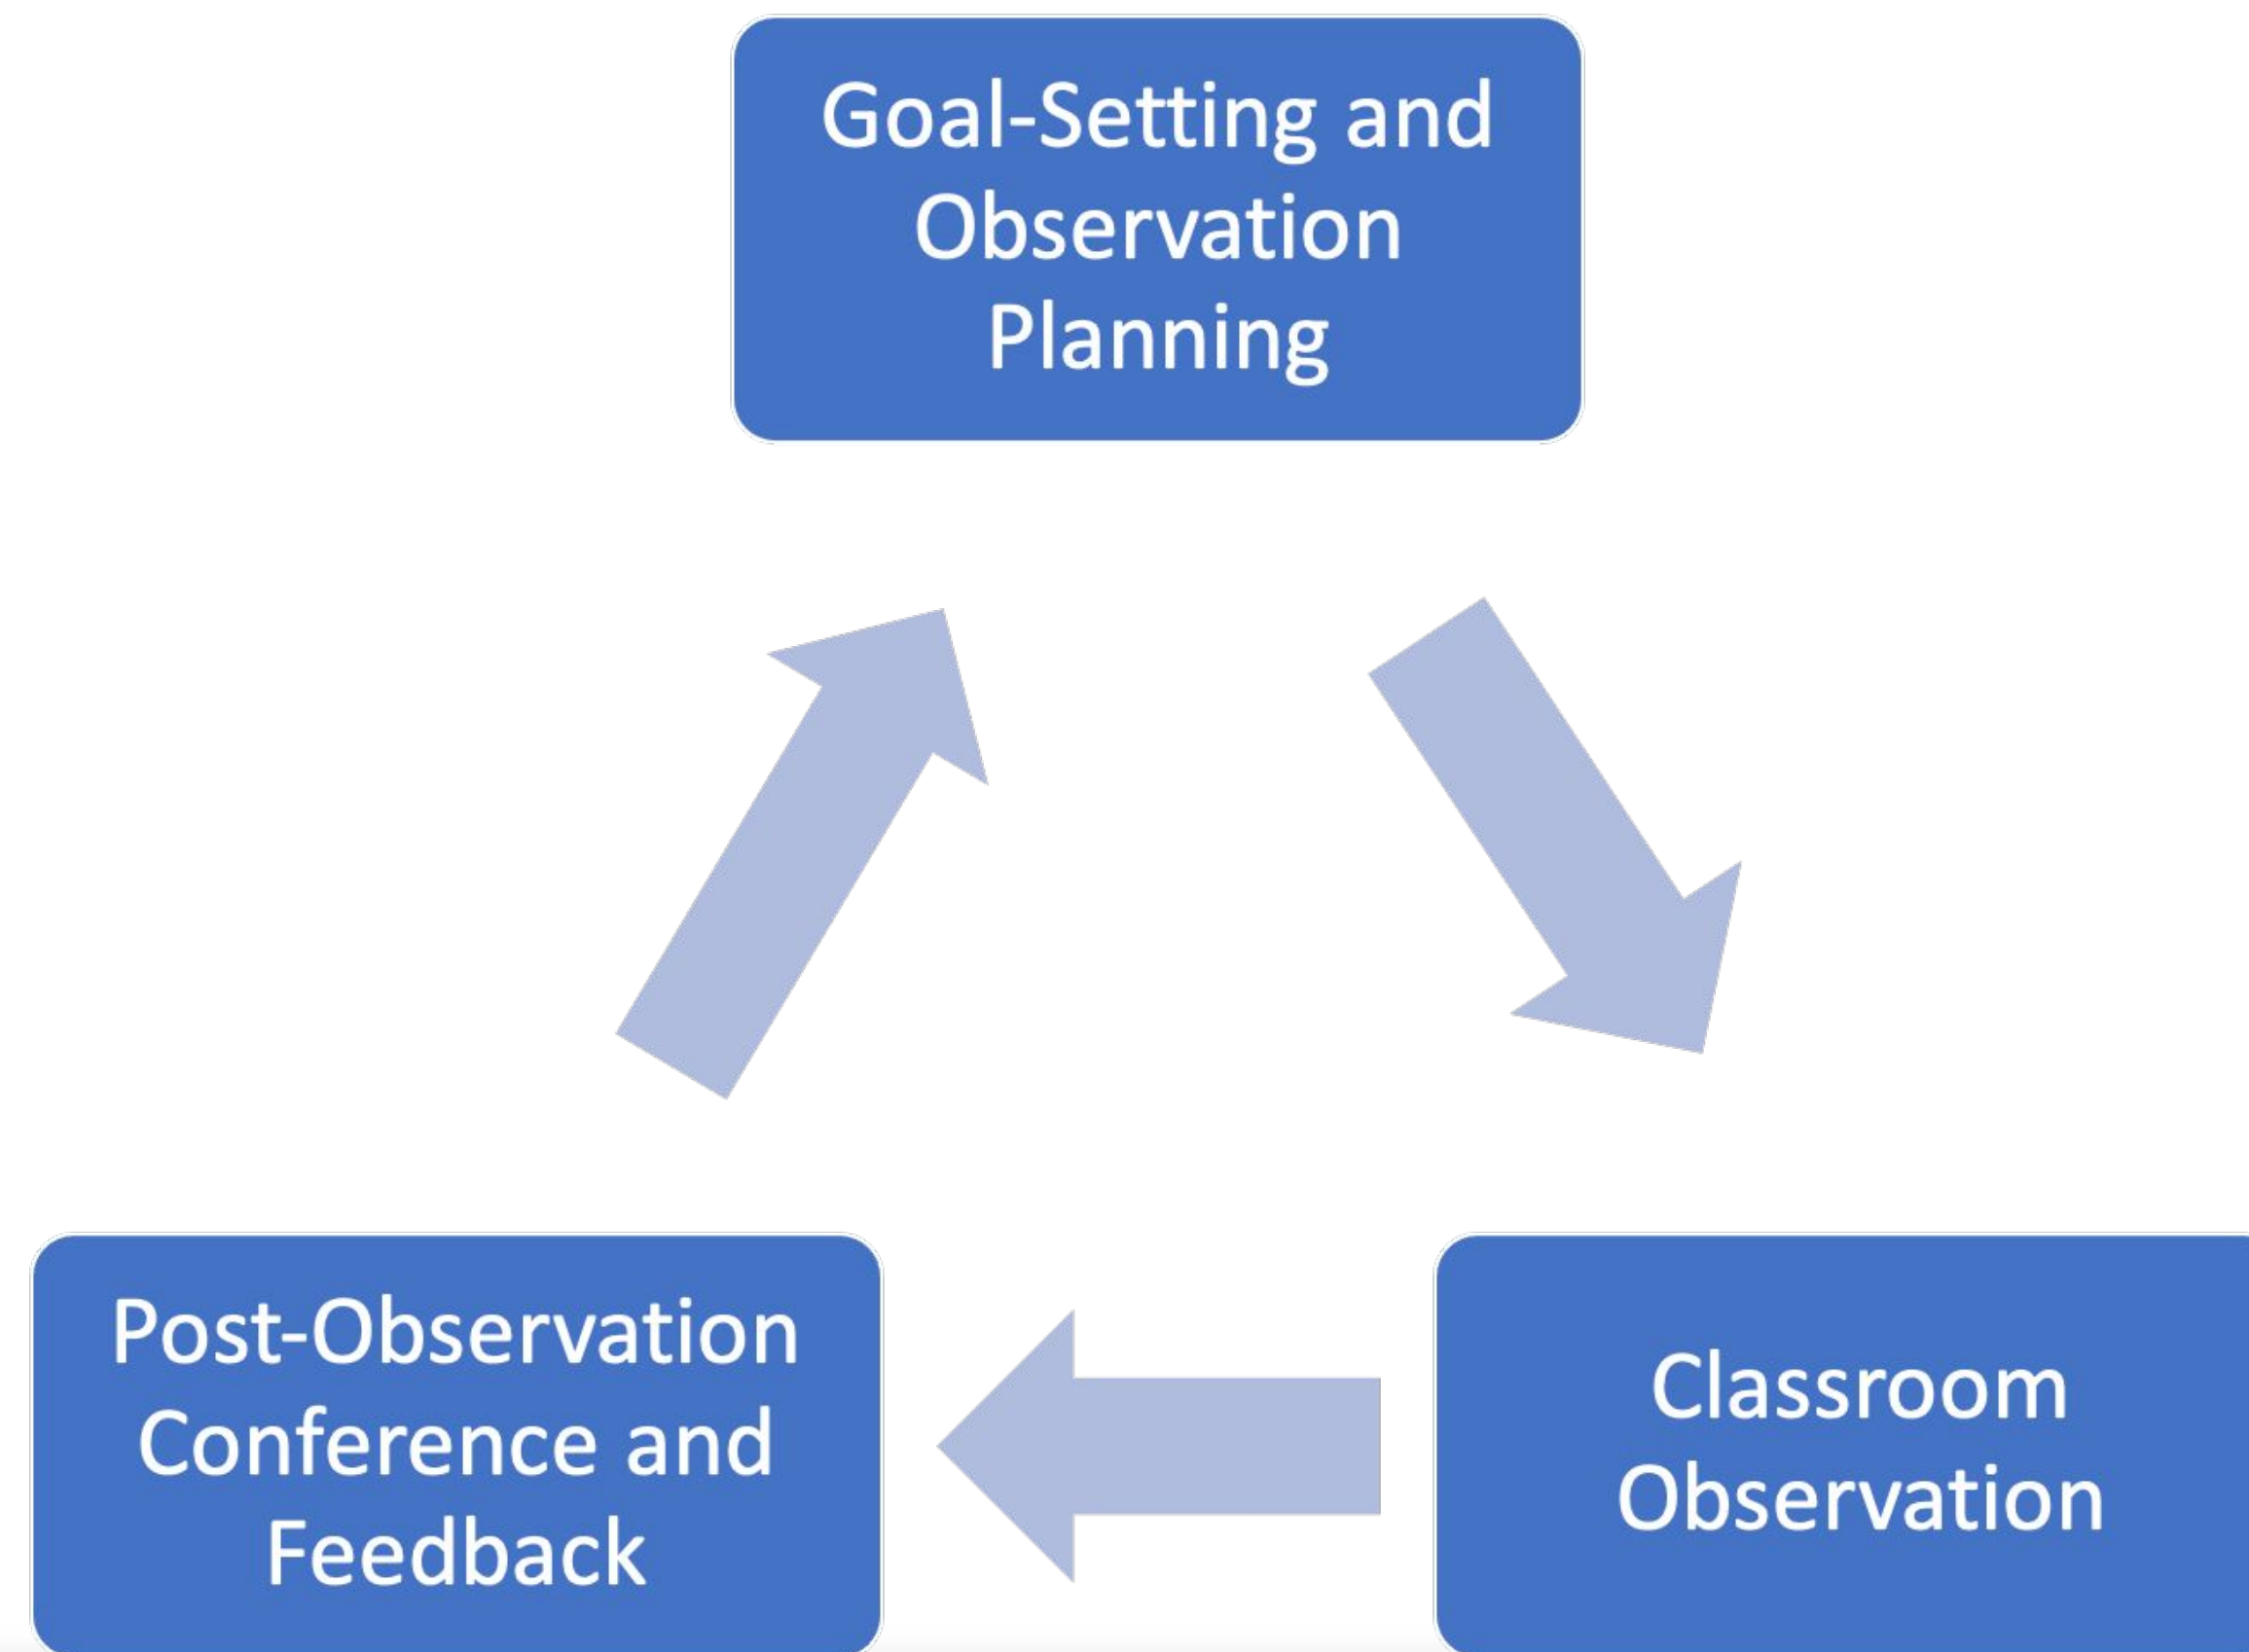 Goal-Setting and
Observation
Planning
Post-Observation
Conference and
Feedback
Classroom
Observation